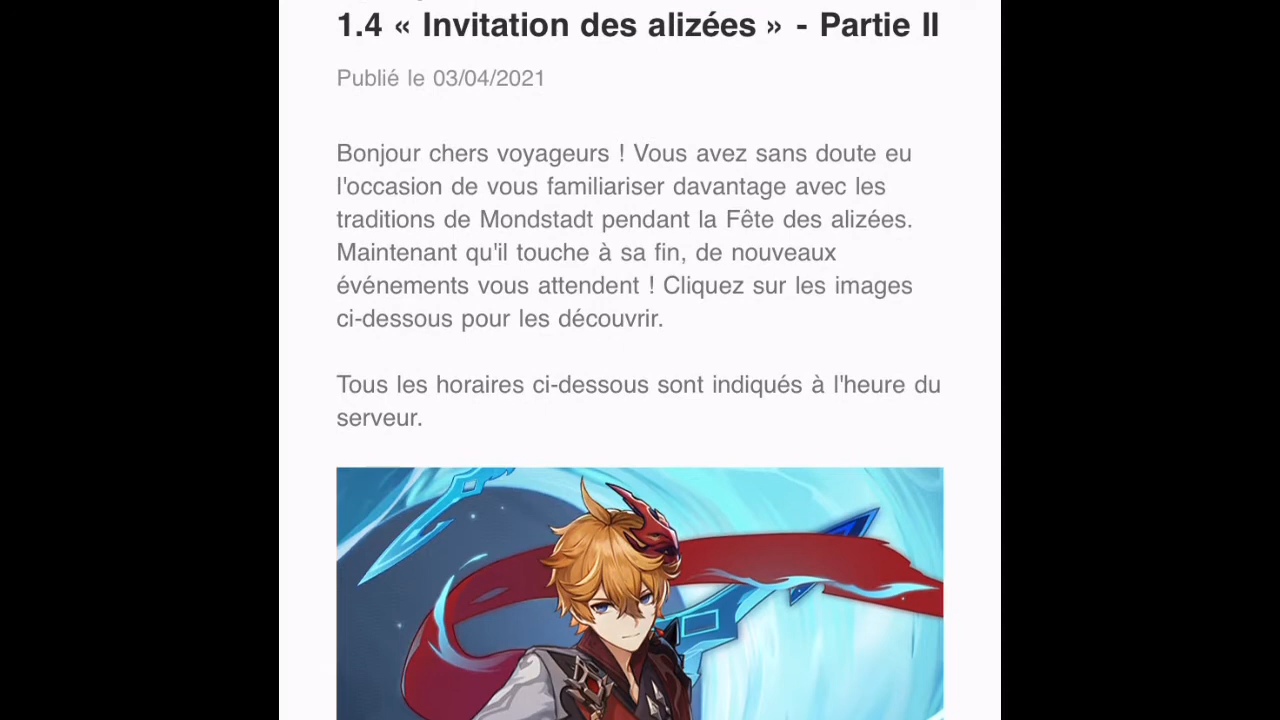 1.4 « Invitation des alizées » - Partie II
Publié le 03/04/2021
Bonjour chers voyageurs ! Vous avez sans doute eu
l'occasion de vous familiariser davantage avec les
traditions de Mondstadt pendant la Fête des alizées.
Maintenant qu'il touche à sa fin, de nouveaux
événements vous attendent ! Cliquez sur les images
ci-dessous pour les découvrir.
Tous les horaires ci-dessous sont indiqués à l'heure du
serveur.